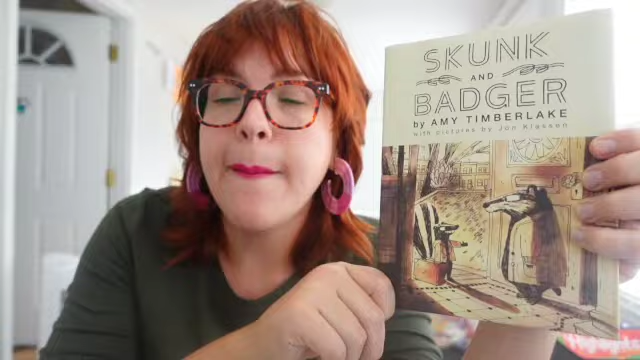 SKUNK
AND
BADGER
by AMY TIMBERLAKE
with pictures by Jon Klassen